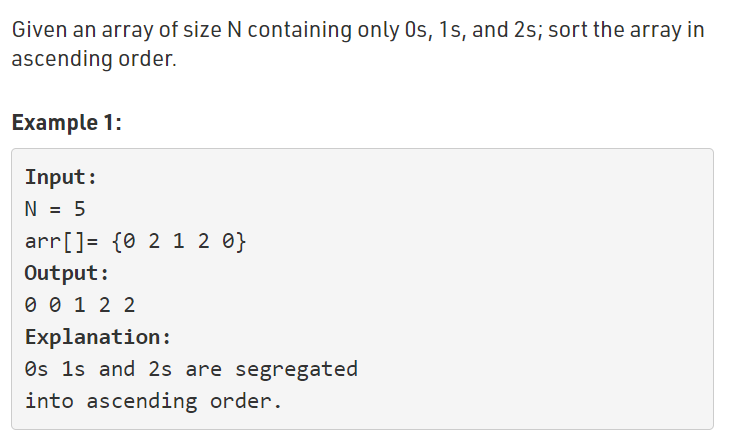 Given an array of size N containing only 0s, 1s, and 2s; sort the array in
ascending order.
Example 1:
Input:
N = 5
arr[]= {0 2 1 2 0}
Output:
0 0 1 2 2
Explanation:
0s 1s and 2s are segregated
into ascending order.